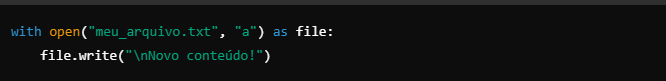 with open("meu_arquivo.txt", "a") as file:
    file.write("\nNovo conteúdo!")